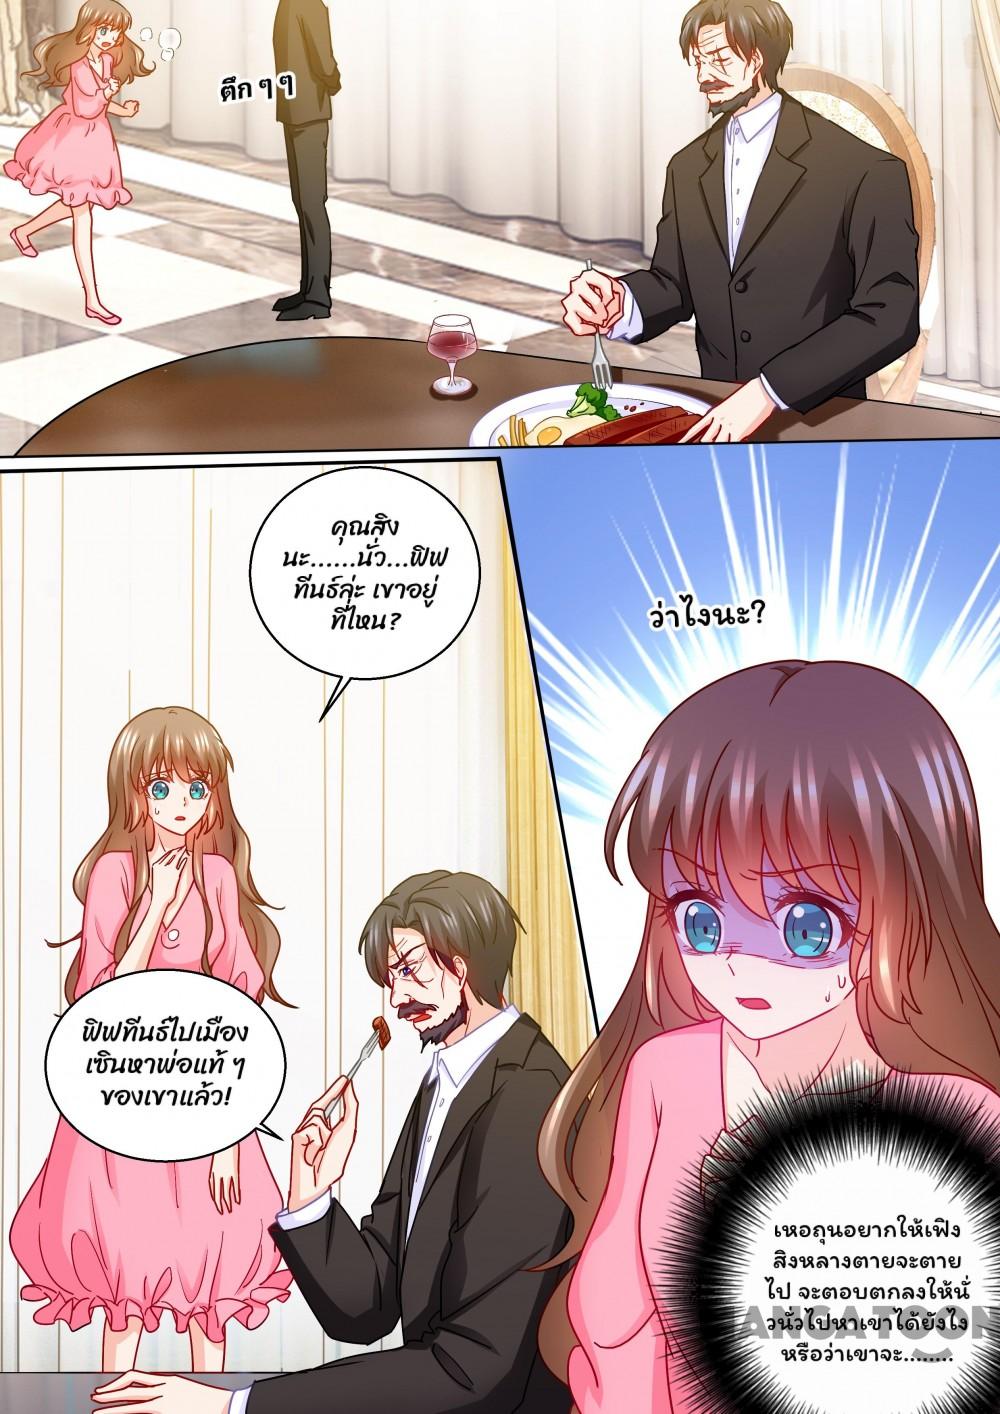 ตึก ๆ ๆ
คุณสิง
นะ......นั่ว...ฟิฟ
ทีนธ์ล่ะ เขาอยู่
ที่ไหน?
ว่าไงนะ?
ฟิฟทีนธ์ไปเมือง
เซินหาพ่อแท้ ๆ
ของเขาแล้ว!
เหอถุนอยากให้เฟิง
สิงหลางตายจะตาย
ไป จะตอบตกลงให้นั่
วนั่วไปหาเขาได้ยังไง
หรือว่าเขาจะ........